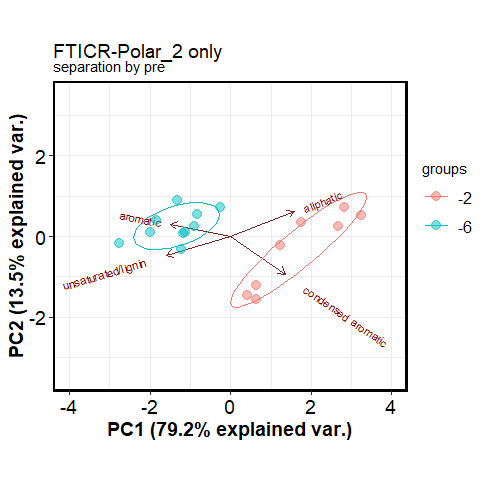 FTICR-Polar_2 only
separation by pre
PC2 (13.5% explained var.)
2
0
-2
aromatic
aliphatic
unsaturated/lignin
condensed aromatic
-4
-2
0
2
4
PC1 (79.2% explained var.)
groups
-2
-6